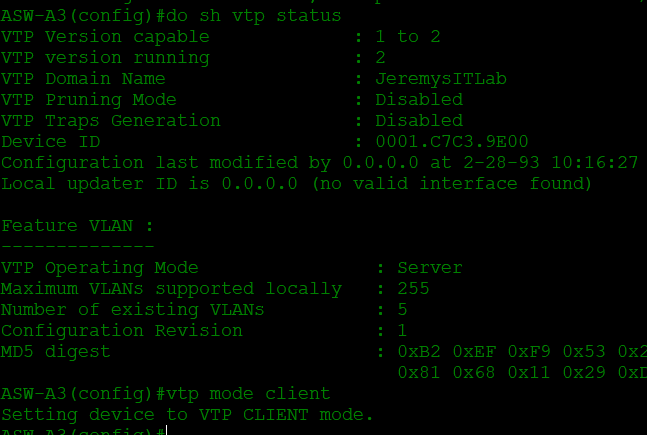 ASW-A3(config)#do sh vtp status
VTP Version capable : 1 to 2
VTP version running : 2
VTP Domain Name : JeremysITLab
VTP Pruning Mode : Disabled
VTP Traps Generation : Disabled
Device ID : 0001.C7C3.9E00
Configuration last modified by 0.0.0.0 at 2-28-93 10:16:27
Local updater ID is 0.0.0.0 (no valid interface found)
Feature VLAN :
--------------
VTP Operating Mode : Server
Maximum VLANs supported locally : 255
Number of existing VLANs : 5
Configuration Revision : 1
MD5 digest : 0xB2 0xEF 0xF9 0x53
0x81 0x68 0x11 0x29
ASW-A3(config)#vtp mode client
Setting device to VTP CLIENT mode.
ASW-A3(config)#